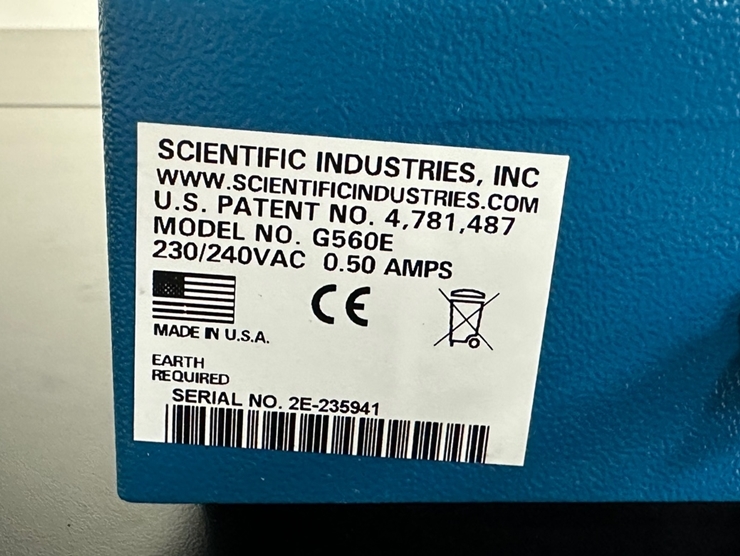 SCIENTIFIC INDUSTRIES, INC
WWW.SCIENTIFICINDUSTRIES.COM
U.S. PATENT NO. 4,781,487
MODEL NO. G560E
230/240VAC 0.50 AMPS
CE
MADE IN U.S.A.
EARTH
REQUIRED
SERIAL NO. 2E-235941